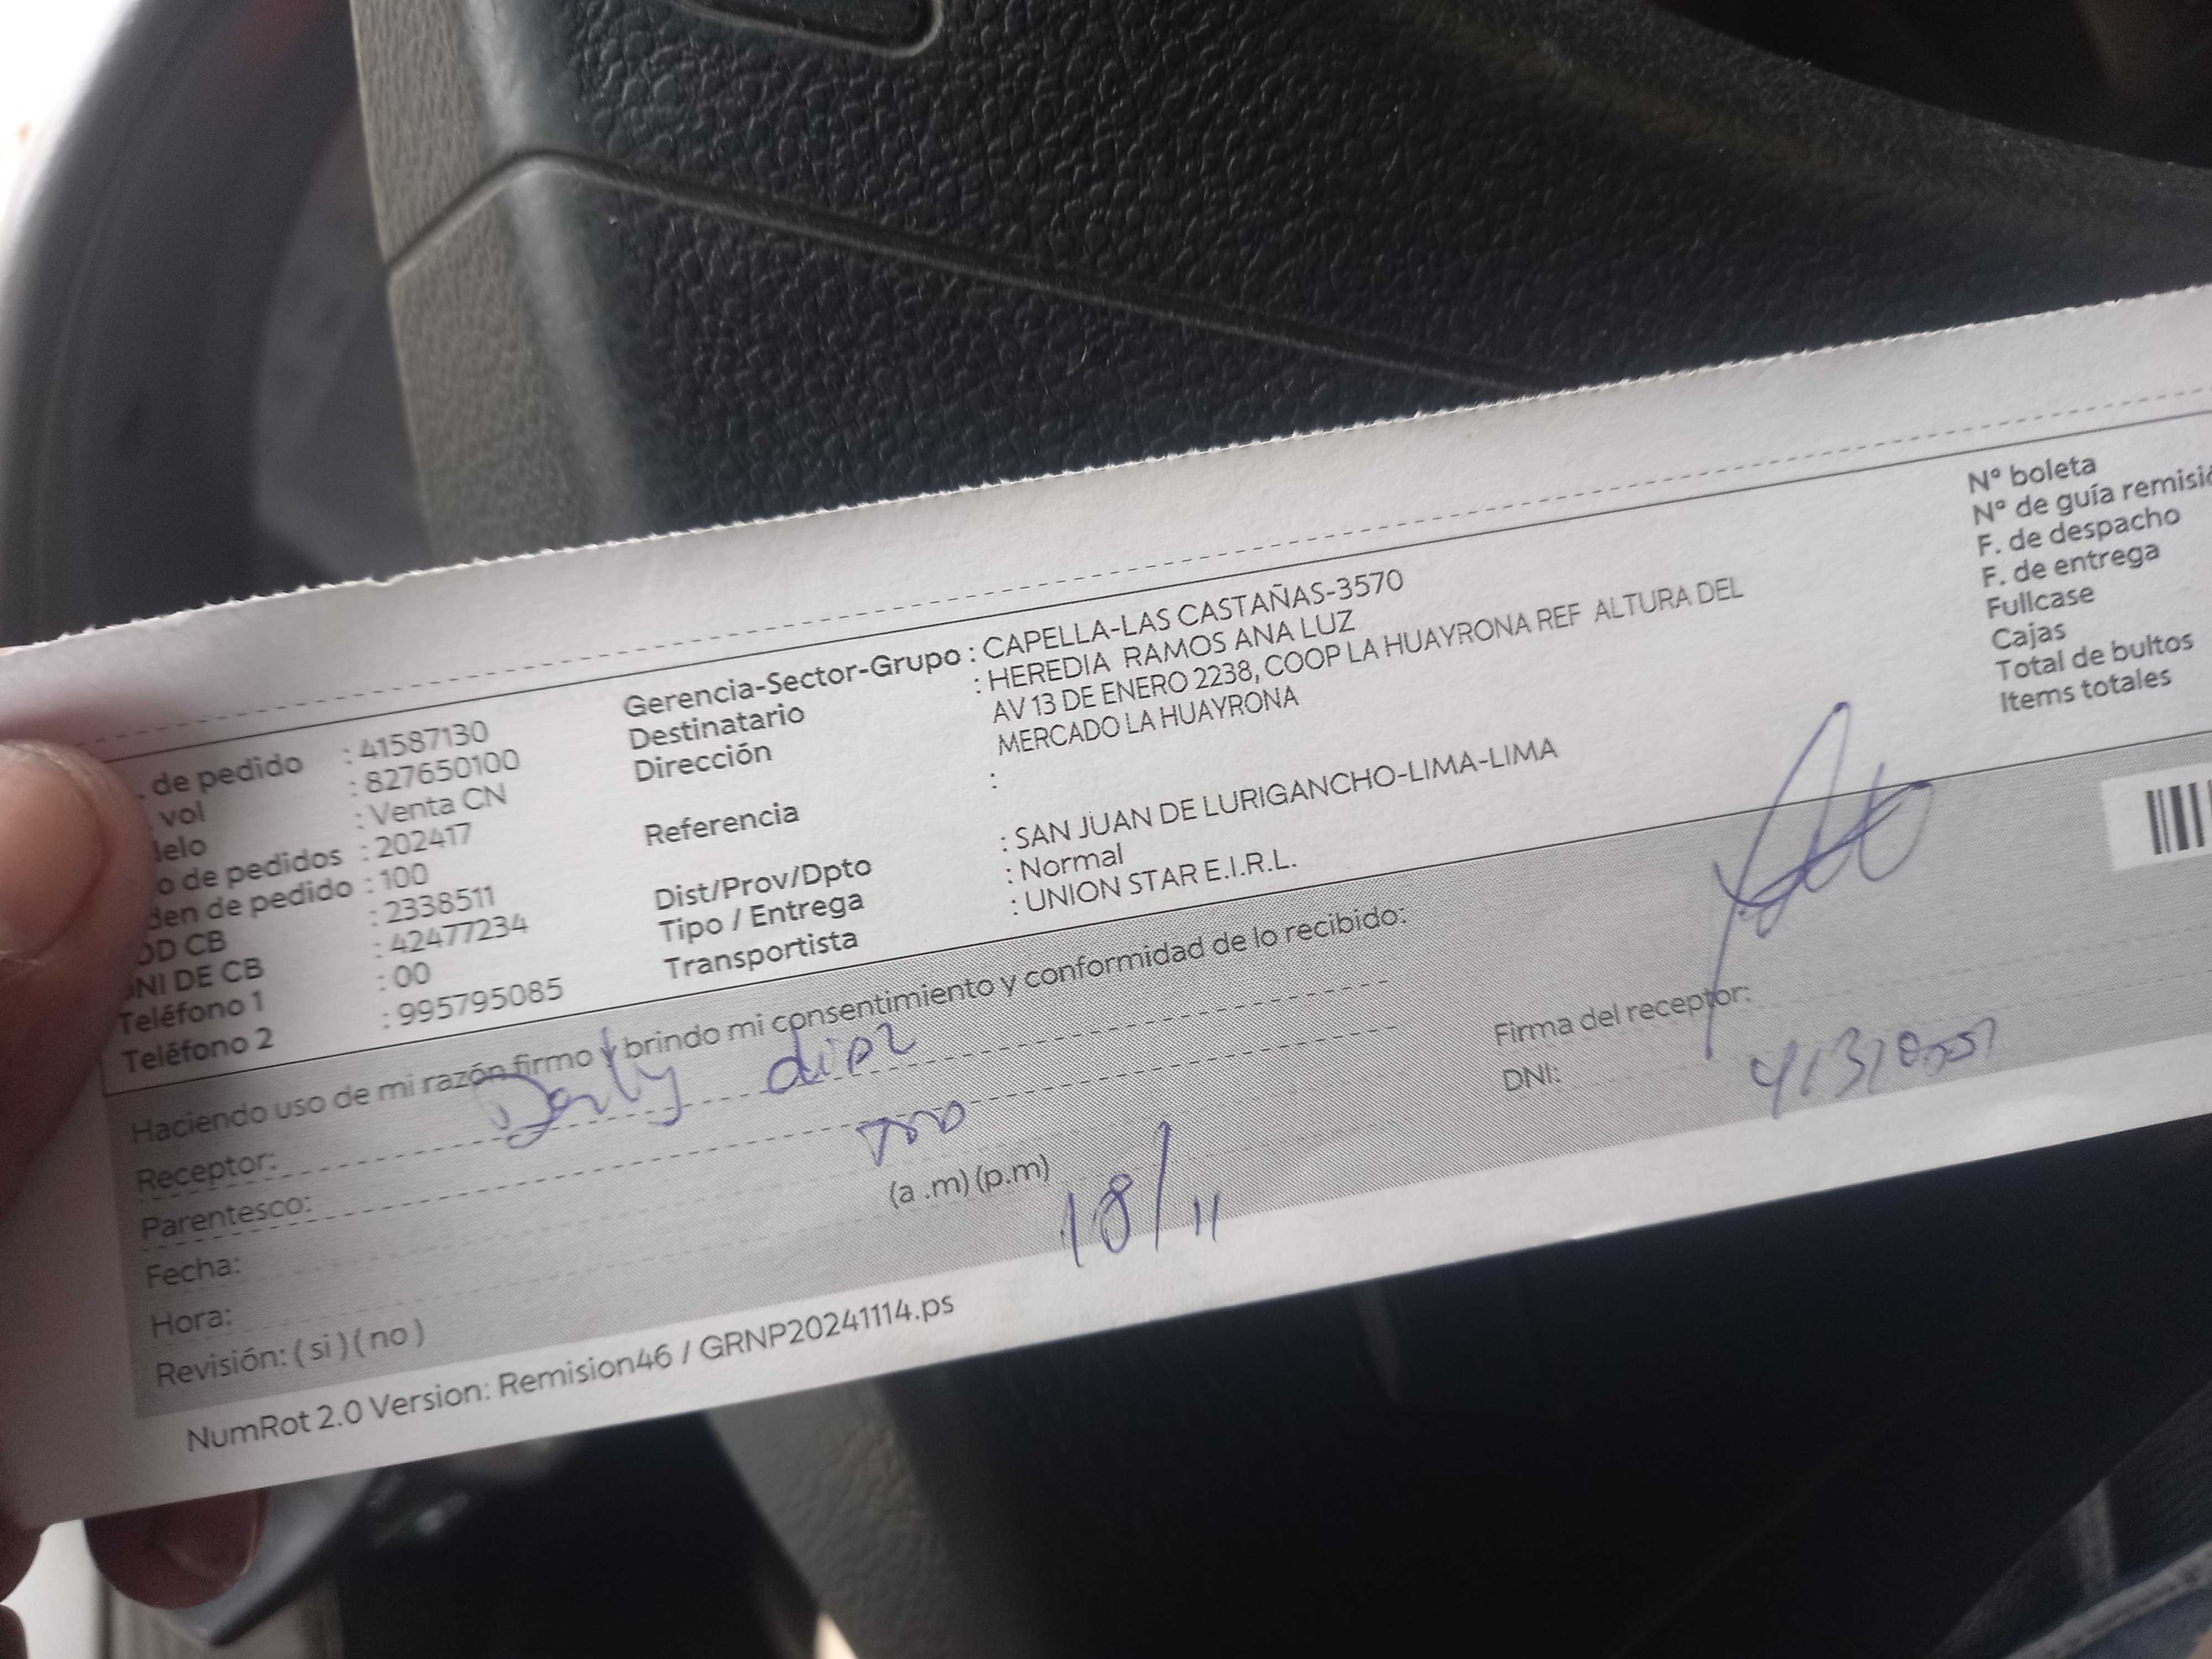 de pedido : 41587130
vol : 827650100
delo : Venta CN
o de pedidos : 202417
den de pedido : 100
OD CB : 2338511
DNI DE CB : 42477234
Teléfono 1 : 00
Teléfono 2 : 995795085
Gerencia-Sector-Grupo : CAPELLA-LAS CASTAÑAS-3570
Destinatario : HEREDIA RAMOS ANA LUZ
Dirección AV 13 DE ENERO 2238, COOP LA HUAYRONA REF ALTURA DEL
MERCADO LA HUAYRONA
Referencia :
Dist/Prov/Dpto : SAN JUAN DE LURIGANCHO-LIMA-LIMA
Tipo / Entrega : Normal
Transportista : UNION STAR E.I.R.L.
N° boleta
N° de guía remisió
F. de despacho
F. de entrega
Fullcase
Cajas
Total de bultos
Items totales
Haciendo uso de mi razón firmo y brindo mi consentimiento y conformidad de lo recibido:
Receptor:
Parentesco:
Fecha: (a .m) (p.m)
Hora: 18/11
Revisión: ( si ) ( no )
Firma del receptor:
DNI:
NumRot 2.0 Version: Remision46 / GRNP20241114.ps